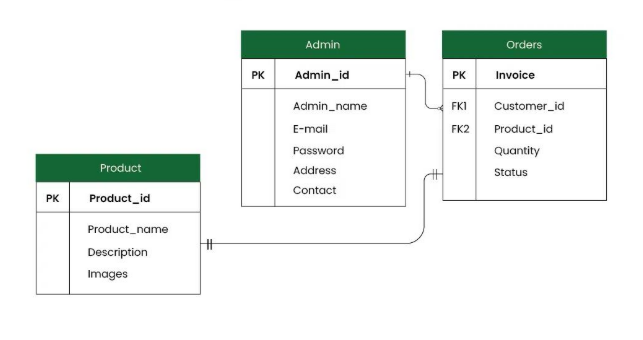 Admin
PK Admin_id
Admin_name
E-mail
Password
Address
Contact
Orders
PK Invoice
FK1 Customer_id
FK2 Product_id
Quantity
Status
Product
PK Product_id
Product_name
Description
Images